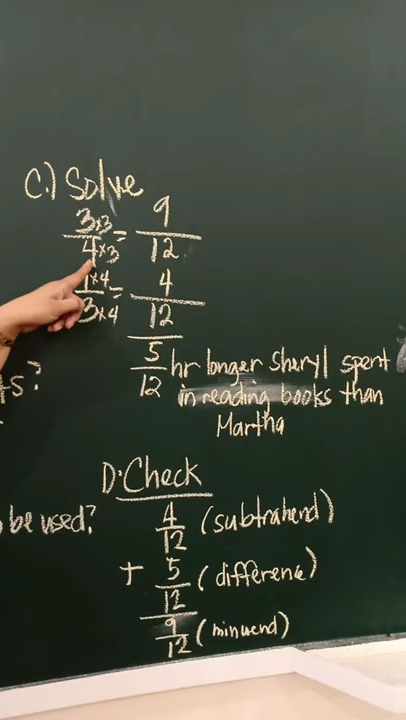 C.) Solve
3×3/4×3 = 9/12
1×4/3×4 = 4/12
5/12 hr longer Sheryl spent
in reading books than
Martha
s?
be used?
D. Check
4/12 (subtrahend)
+ 5/12 (difference)
9/12 (minuend)